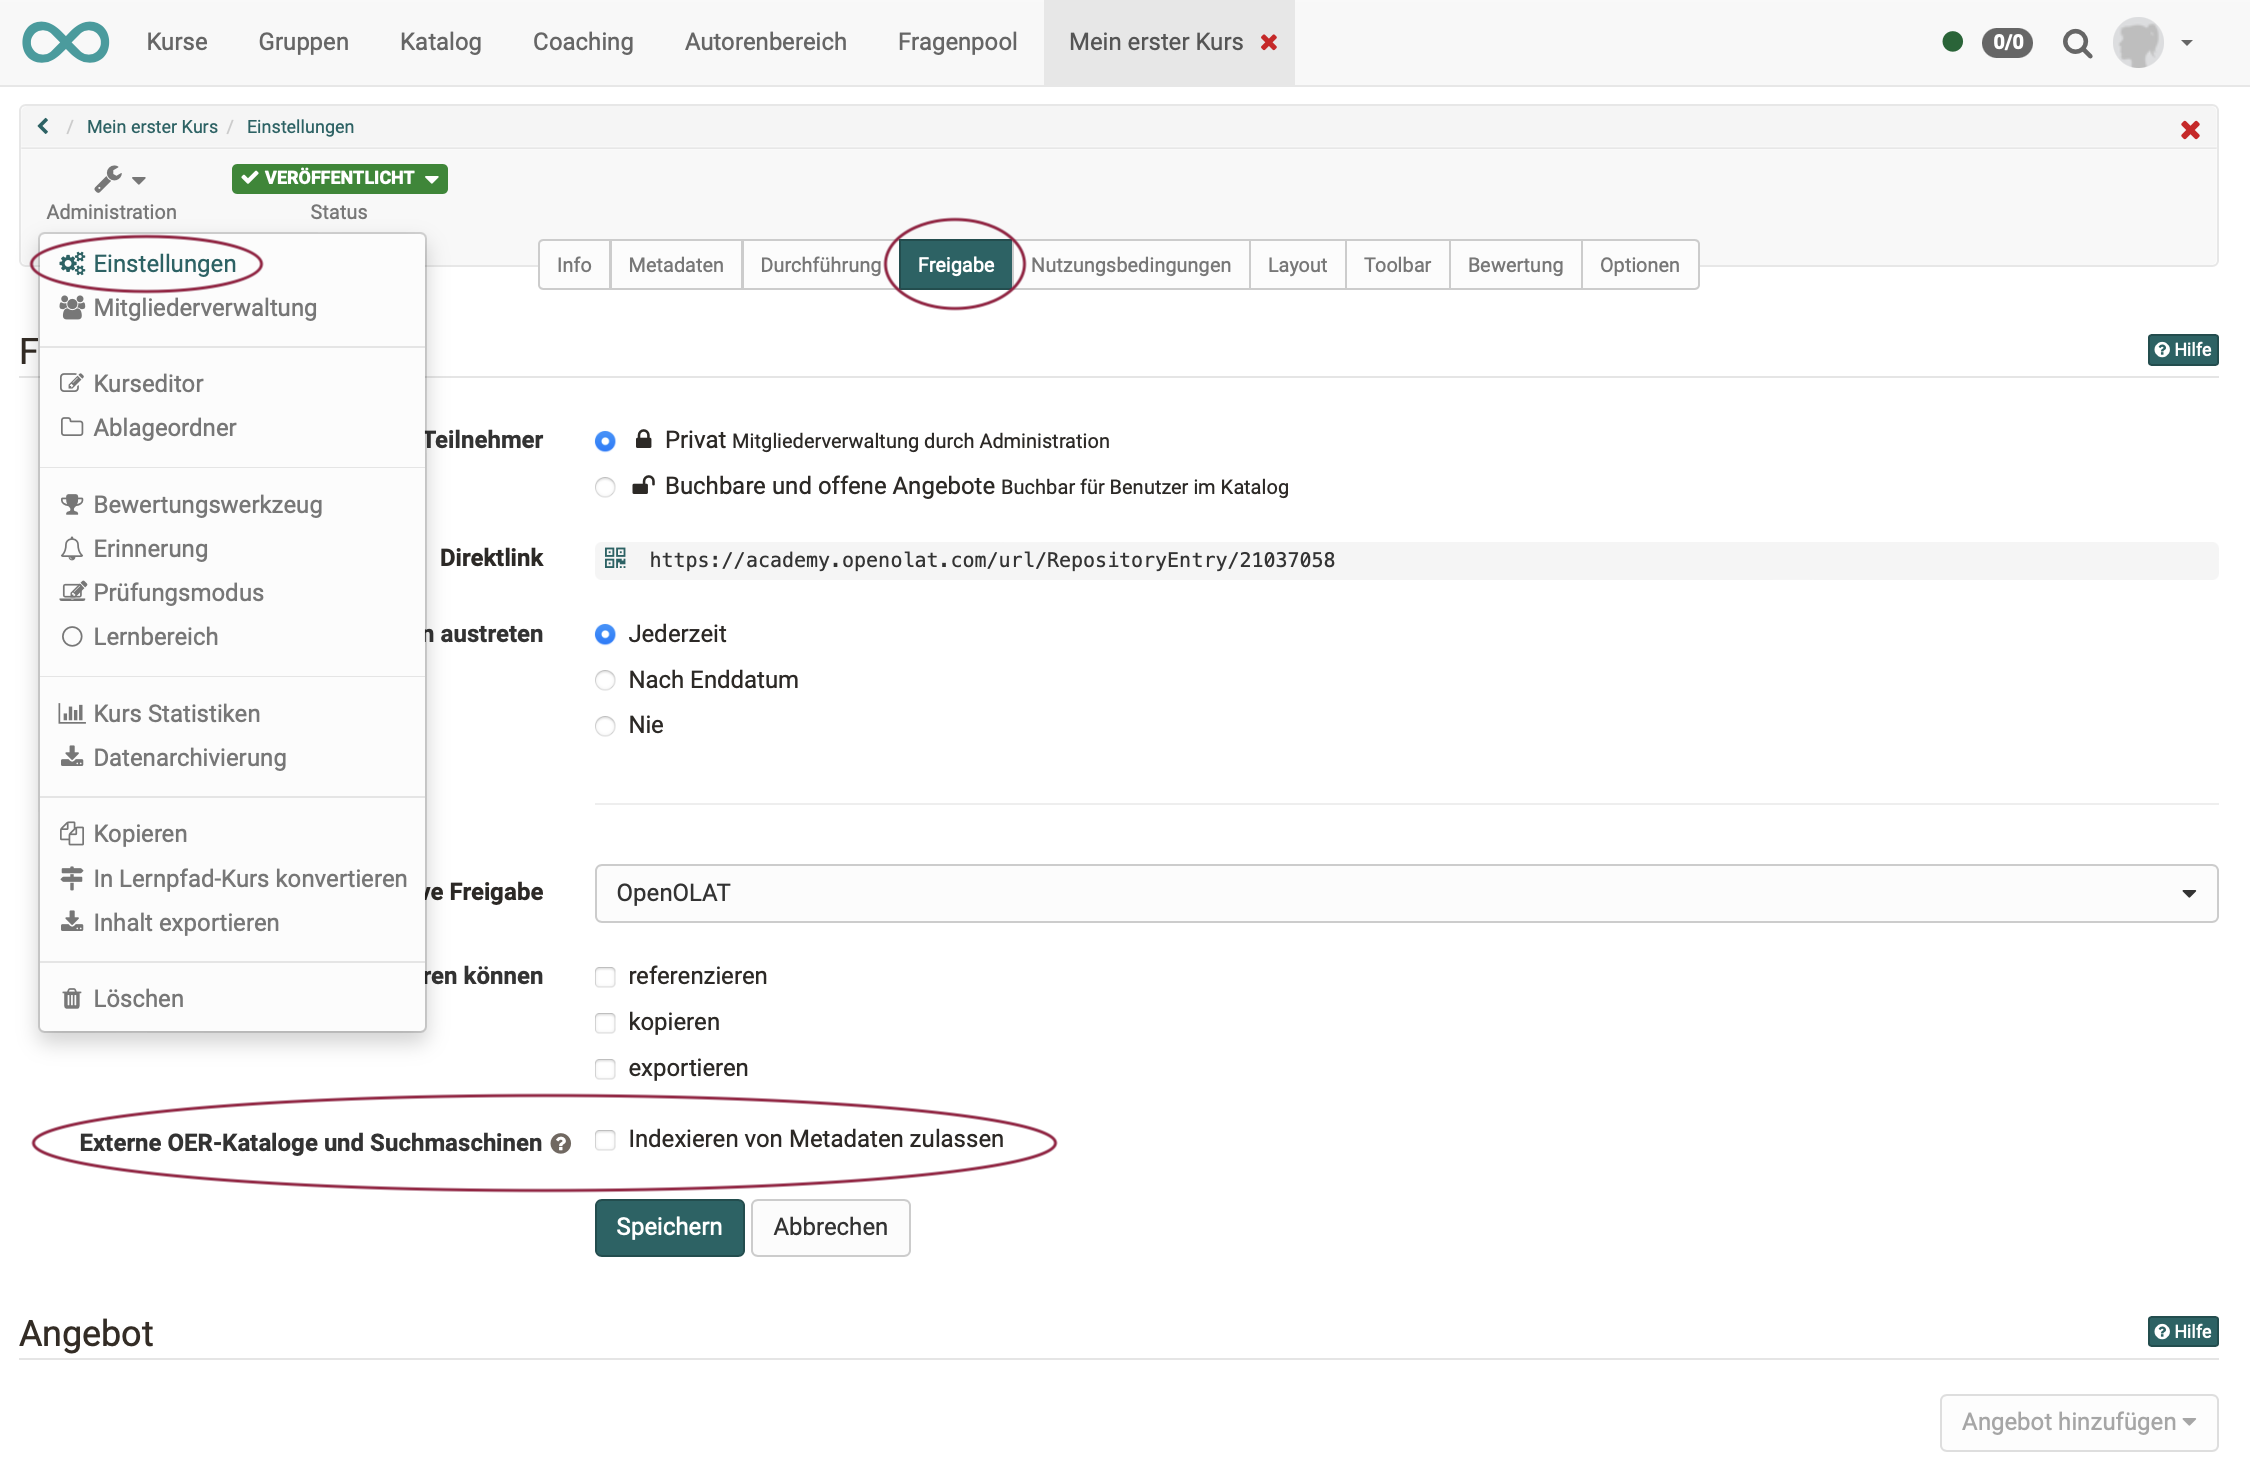 Kurse Gruppen Katalog Coaching Autorenbereich Fragenpool Mein erster Kurs 0/0
/ Mein erster Kurs / Einstellungen
VERÖFFENTLICHT
Administration Status
Einstellungen
Mitgliederverwaltung
Kurseditor
Ablageordner
Bewertungswerkzeug
Erinnerung
Prüfungsmodus
Lernbereich
Kurs Statistiken
Datenarchivierung
Kopieren
In Lernpfad-Kurs konvertieren
Inhalt exportieren
Löschen
Info Metadaten Durchführung Freigabe Nutzungsbedingungen Layout Toolbar Bewertung Optionen
Hilfe
Teilnehmer Privat Mitgliederverwaltung durch Administration
Buchbare und offene Angebote Buchbar für Benutzer im Katalog
Direktlink https://academy.openolat.com/url/RepositoryEntry/21037058
austreten Jederzeit
Nach Enddatum
Nie
Freigabe OpenOLAT
können referenzieren
kopieren
exportieren
Externe OER-Kataloge und Suchmaschinen Indexieren von Metadaten zulassen
Speichern Abbrechen
Angebot Hilfe
Angebot hinzufügen